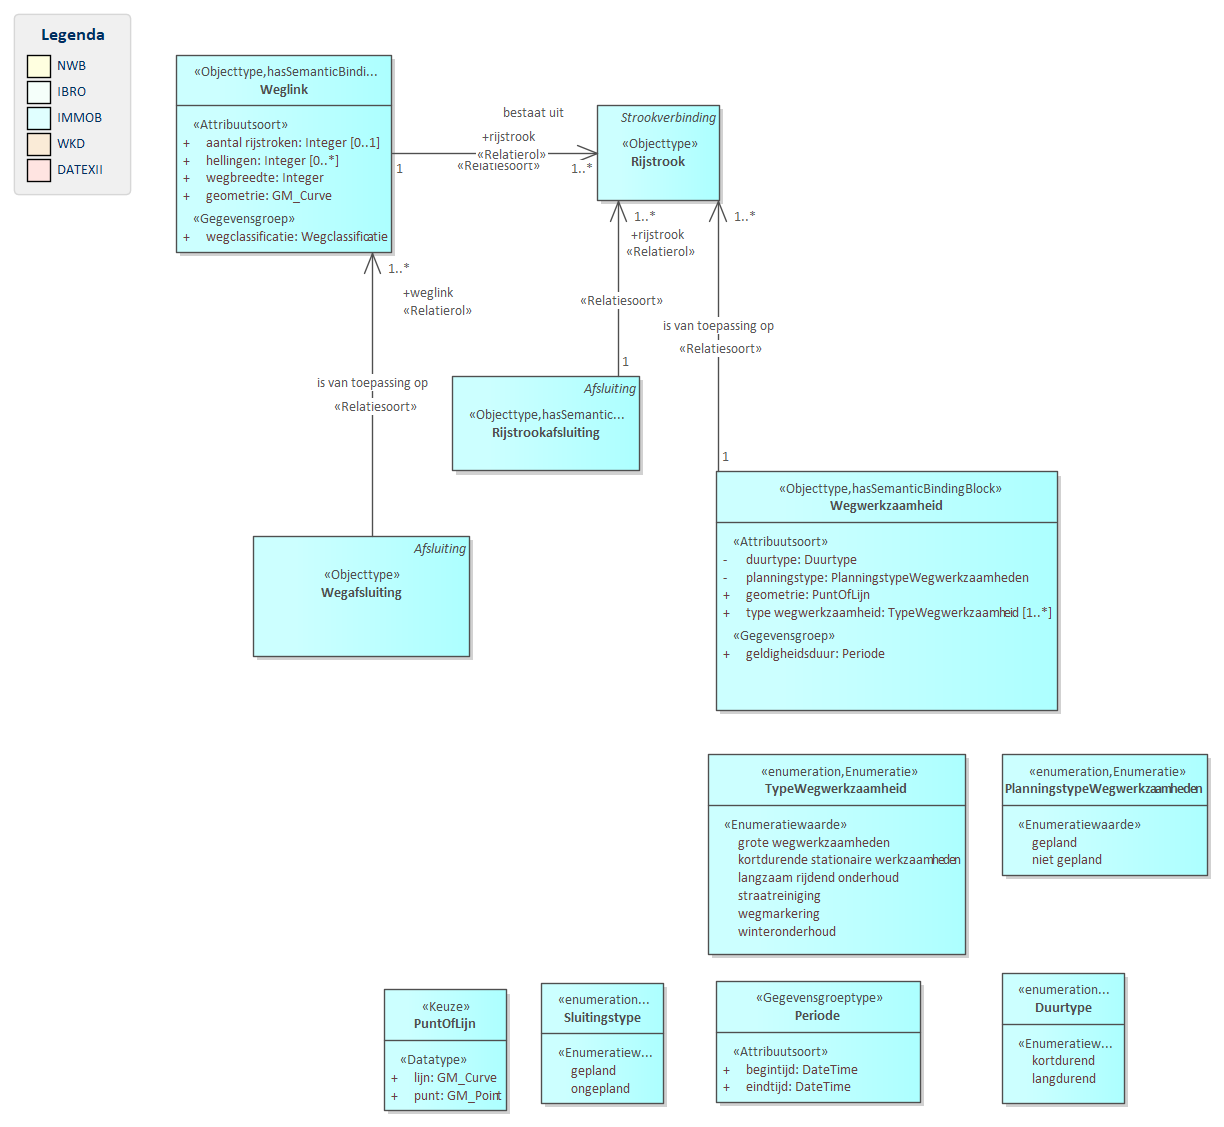 Legenda
NWB
IBRO
IMMOB
WKD
DATEXII
«Objecttype,hasSemanticBindi...
Weglink
«Attribuutsoort»
+ aantal rijstroken: Integer [0..1]
+ hellingen: Integer [0..*]
+ wegbreedte: Integer
+ geometrie: GM_Curve
«Gegevensgroep»
+ wegclassificatie: Wegclassificatie
bestaat uit
+rijstrook
«Relatierol»
«Relatiesoort»
1
1..*
Strookverbinding
«Objecttype»
Rijstrook
1..*
+weglink
«Relatierol»
is van toepassing op
«Relatiesoort»
1..*
+rijstrook
«Relatierol»
«Relatiesoort»
1
1..*
is van toepassing op
«Relatiesoort»
1
Afsluiting
«Objecttype,hasSemantic...
Rijstrookafsluiting
Afsluiting
«Objecttype»
Wegafsluiting
«Objecttype,hasSemanticBindingBlock»
Wegwerkzaamheid
«Attribuutsoort»
- duurtype: Duurtype
- planningstype: PlanningstypeWegwerkzaamheden
+ geometrie: PuntOfLijn
+ type wegwerkzaamheid: TypeWegwerkzaamheid [1..*]
«Gegevensgroep»
+ geldigheidsduur: Periode
«enumeration,Enumeratie»
TypeWegwerkzaamheid
«Enumeratiewaarde»
grote wegwerkzaamheden
kortdurende stationaire werkzaamheden
langzaam rijdend onderhoud
straatreiniging
wegmarkering
winteronderhoud
«enumeration,Enumeratie»
PlanningstypeWegwerkzaamheden
«Enumeratiewaarde»
gepland
niet gepland
«Keuze»
PuntOfLijn
«Datatype»
+ lijn: GM_Curve
+ punt: GM_Point
«enumeration...
Sluitingstype
«Enumeratiew...
gepland
ongepland
«Gegevensgroeptype»
Periode
«Attribuutsoort»
+ begintijd: DateTime
+ eindtijd: DateTime
«enumeration...
Duurtype
«Enumeratiew...
kortdurend
langdurend